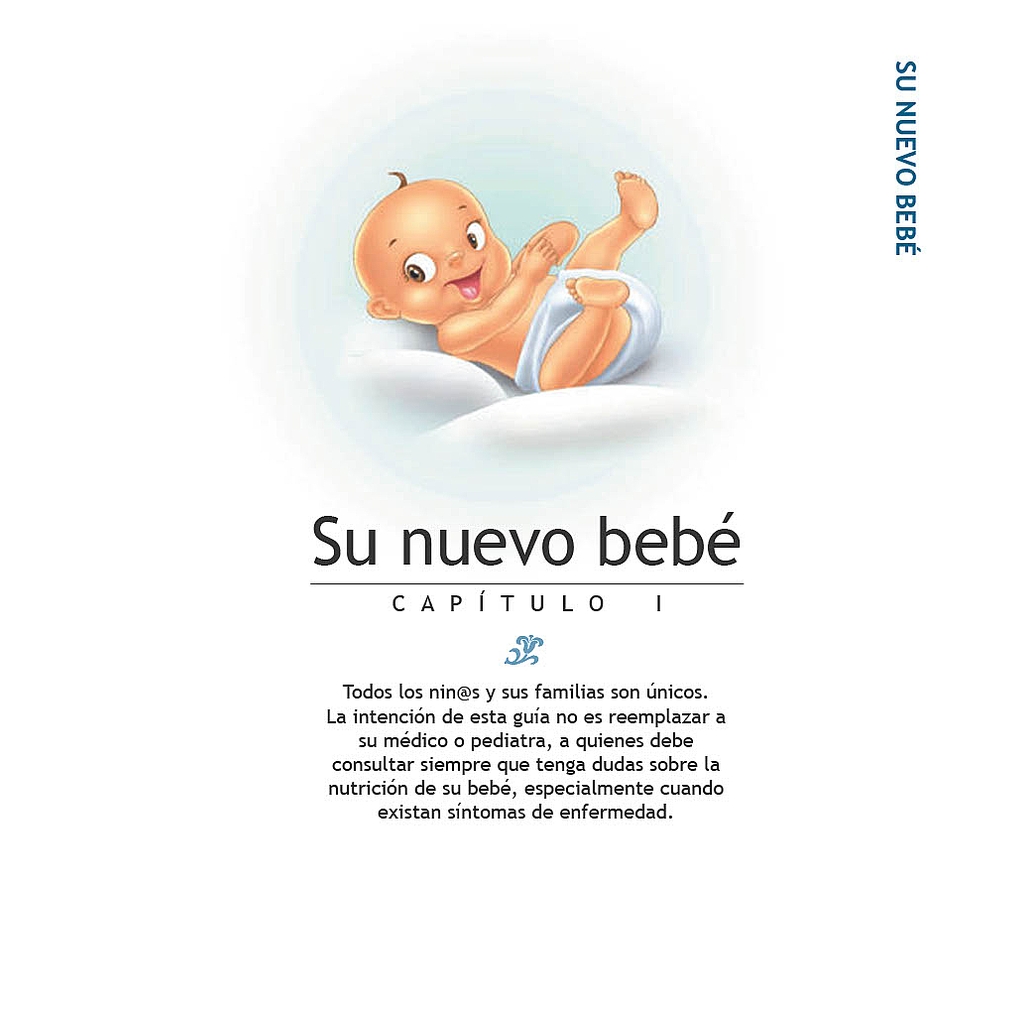 SU NUEVO BEBÉ
Su nuevo bebé
CAPÍTULO I
Todos los nin@s y sus familias son únicos.
La intención de esta guía no es reemplazar a
su médico o pediatra, a quienes debe
consultar siempre que tenga dudas sobre la
nutrición de su bebé, especialmente cuando
existan síntomas de enfermedad.